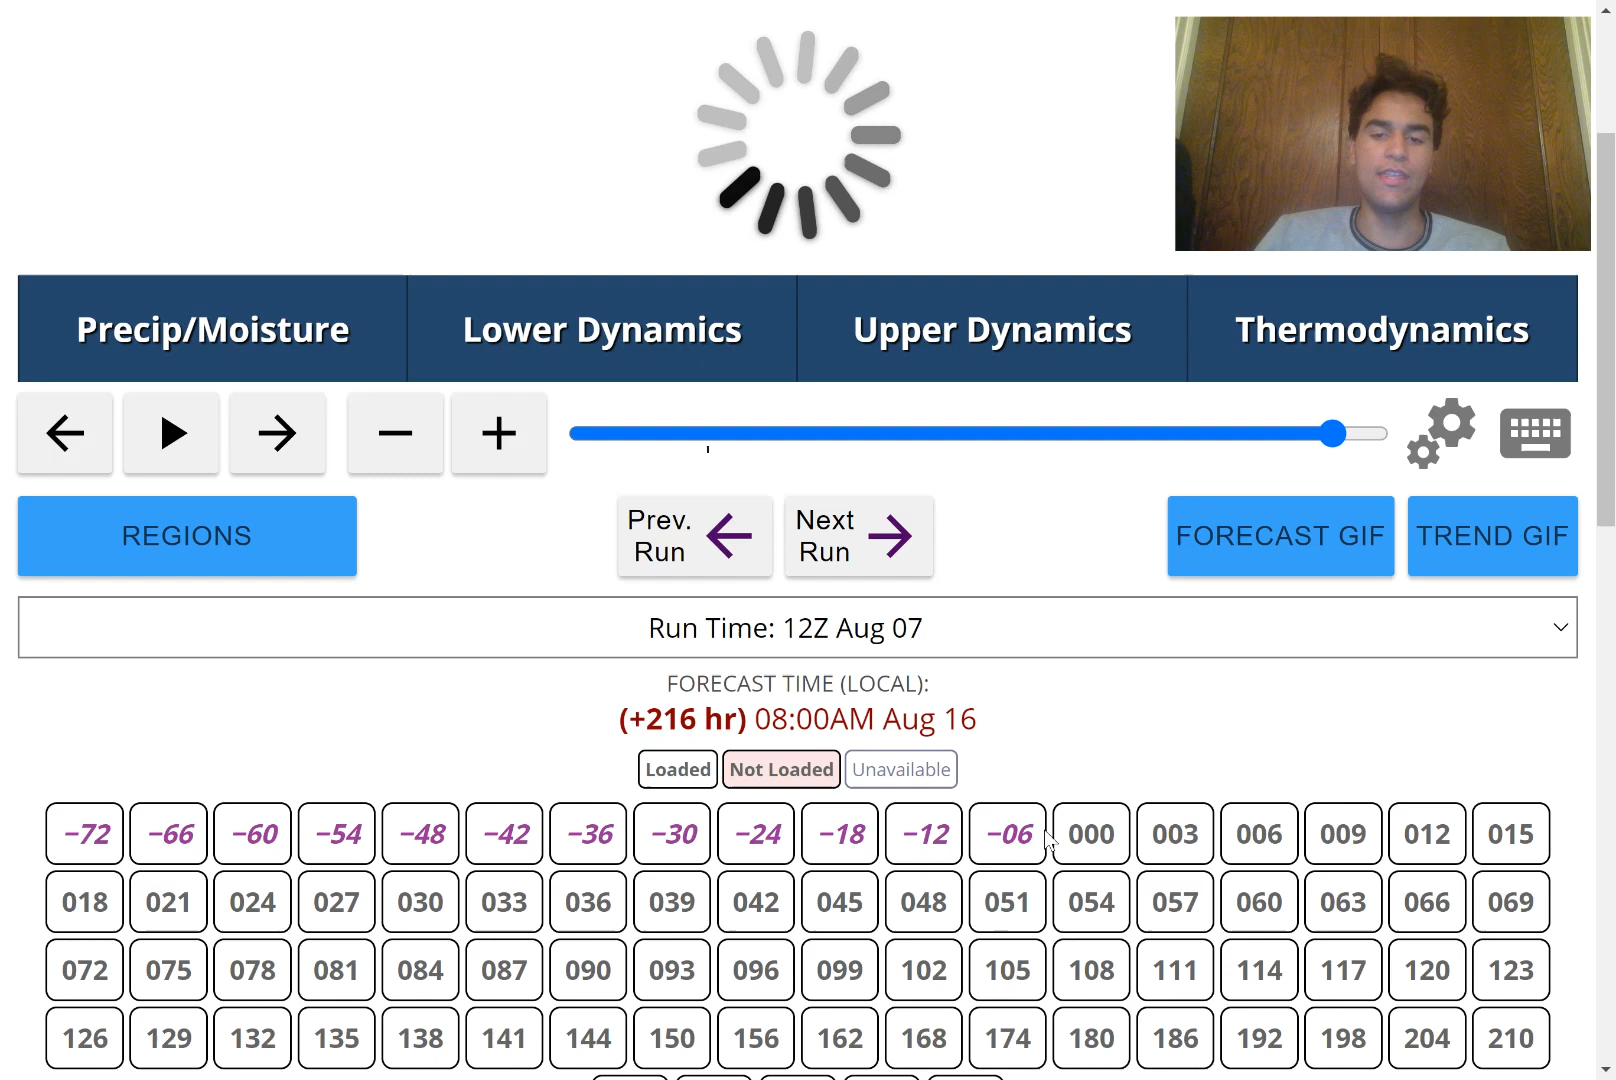 Precip/Moisture Lower Dynamics Upper Dynamics Thermodynamics
REGIONS
Prev. Run
Next Run
FORECAST GIF
TREND GIF
Run Time: 12Z Aug 07
FORECAST TIME (LOCAL):
(+216 hr) 08:00AM Aug 16
Loaded Not Loaded Unavailable
−72 −66 −60 −54 −48 −42 −36 −30 −24 −18 −12 −06 000 003 006 009 012 015
018 021 024 027 030 033 036 039 042 045 048 051 054 057 060 063 066 069
072 075 078 081 084 087 090 093 096 099 102 105 108 111 114 117 120 123
126 129 132 135 138 141 144 150 156 162 168 174 180 186 192 198 204 210